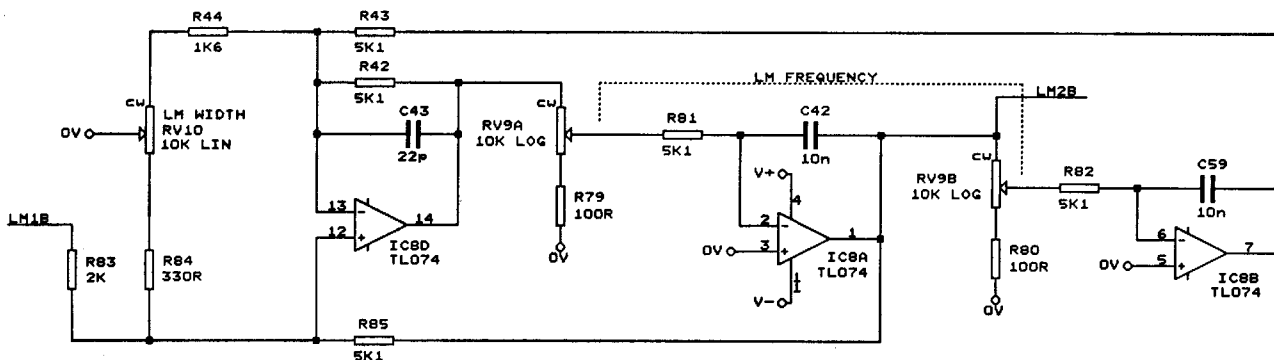 R44
1K6
R43
5K1
R42
5K1
C43
22p
CW
LM WIDTH
RV10
10K LIN
0V
LM1B
R83
2K
R84
330R
13
12
14
IC8D
TL074
R85
5K1
CW
RV9A
10K LOG
R79
100R
0V
LM FREQUENCY
R81
5K1
C42
10n
V+
4
2
3
1
0V
IC8A
TL074
V-
11
LM2B
CW
RV9B
10K LOG
R80
100R
0V
R82
5K1
C59
10n
6
5
7
0V
IC8B
TL074